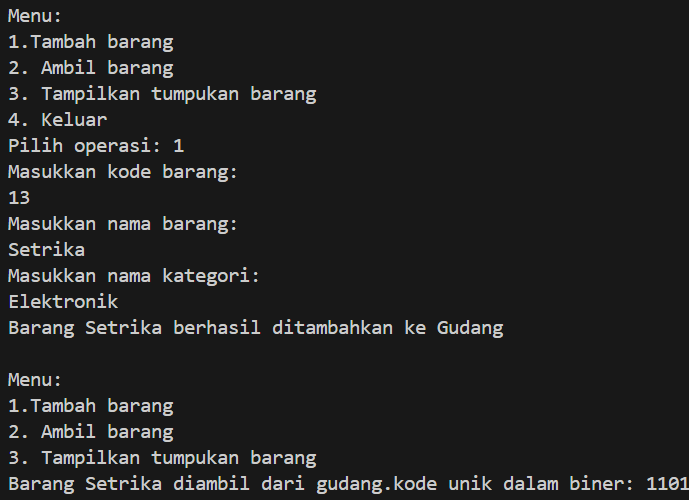 Menu:
1.Tambah barang
2. Ambil barang
3. Tampilkan tumpukan barang
4. Keluar
Pilih operasi: 1
Masukkan kode barang:
13
Masukkan nama barang:
Setrika
Masukkan nama kategori:
Elektronik
Barang Setrika berhasil ditambahkan ke Gudang
Menu:
1.Tambah barang
2. Ambil barang
3. Tampilkan tumpukan barang
Barang Setrika diambil dari gudang.kode unik dalam biner: 1101